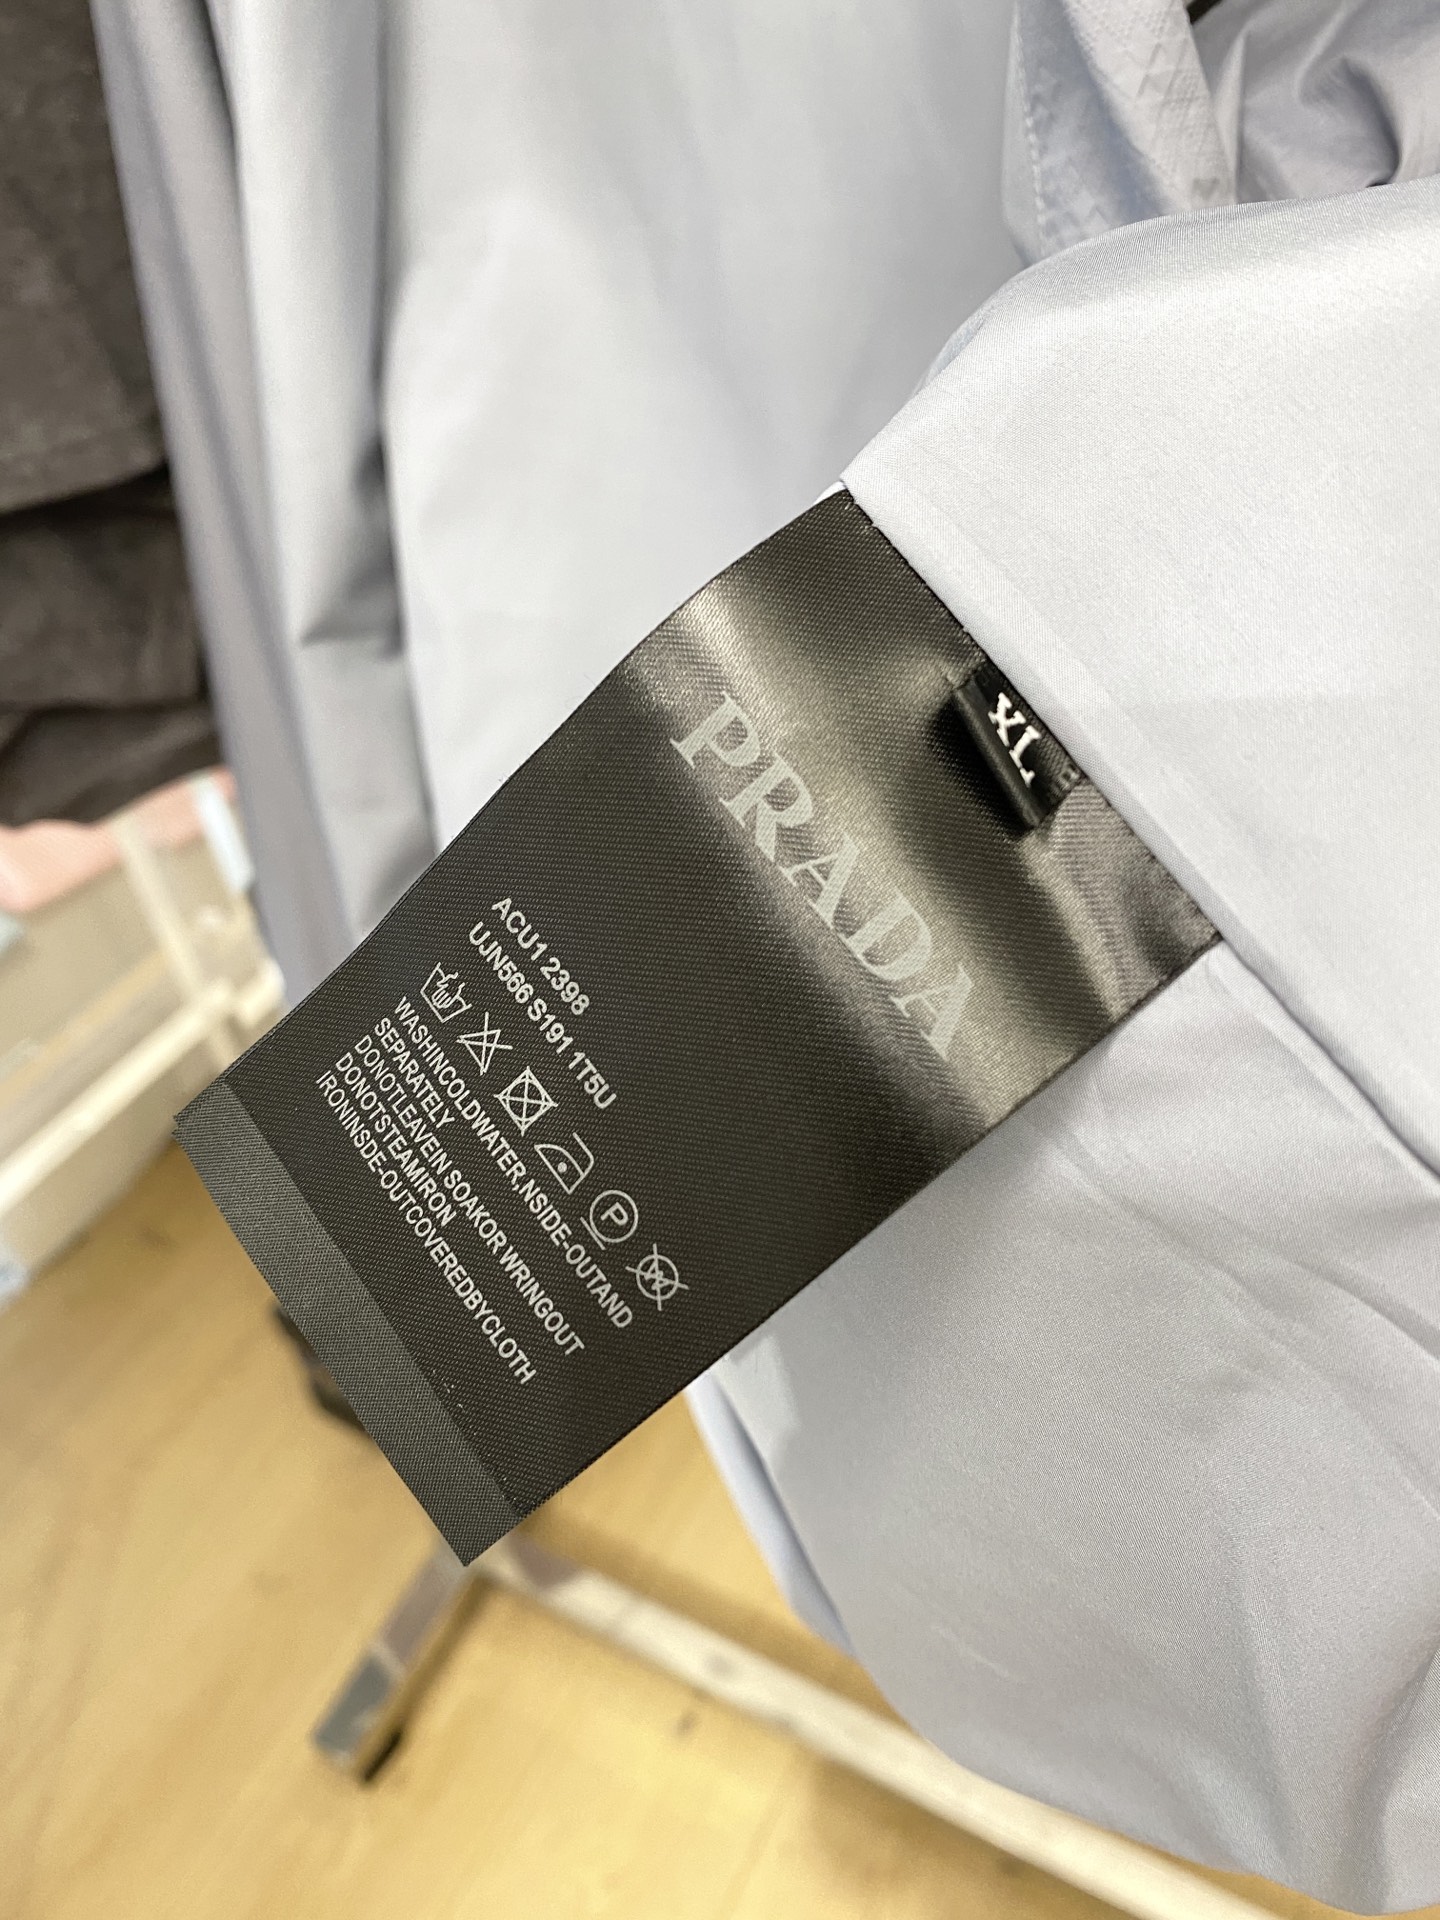 XL
PRADA
ACU1 2398
UJN566 S191 1T5U
P
WASHINCOLDWATER,NSIDE-OUTAND
SEPARATELY
DONOTLEAVEIN SOAKOR WRINGOUT
DONOTSTEAMIRON
IRONINSDE-OUTCOVEREDBYCLOTH